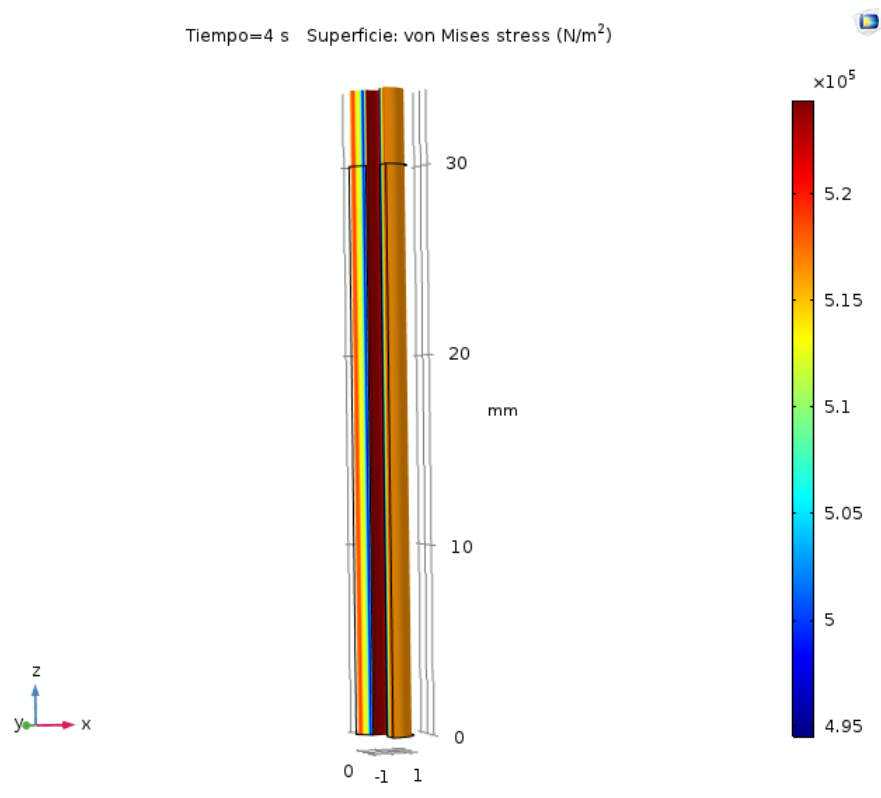 Tiempo=4 s   Superficie: von Mises stress (N/m²)
×10⁵
5.2
5.15
5.1
5.05
5
4.95
30
20
mm
10
0
0
-1
1
z
y
x